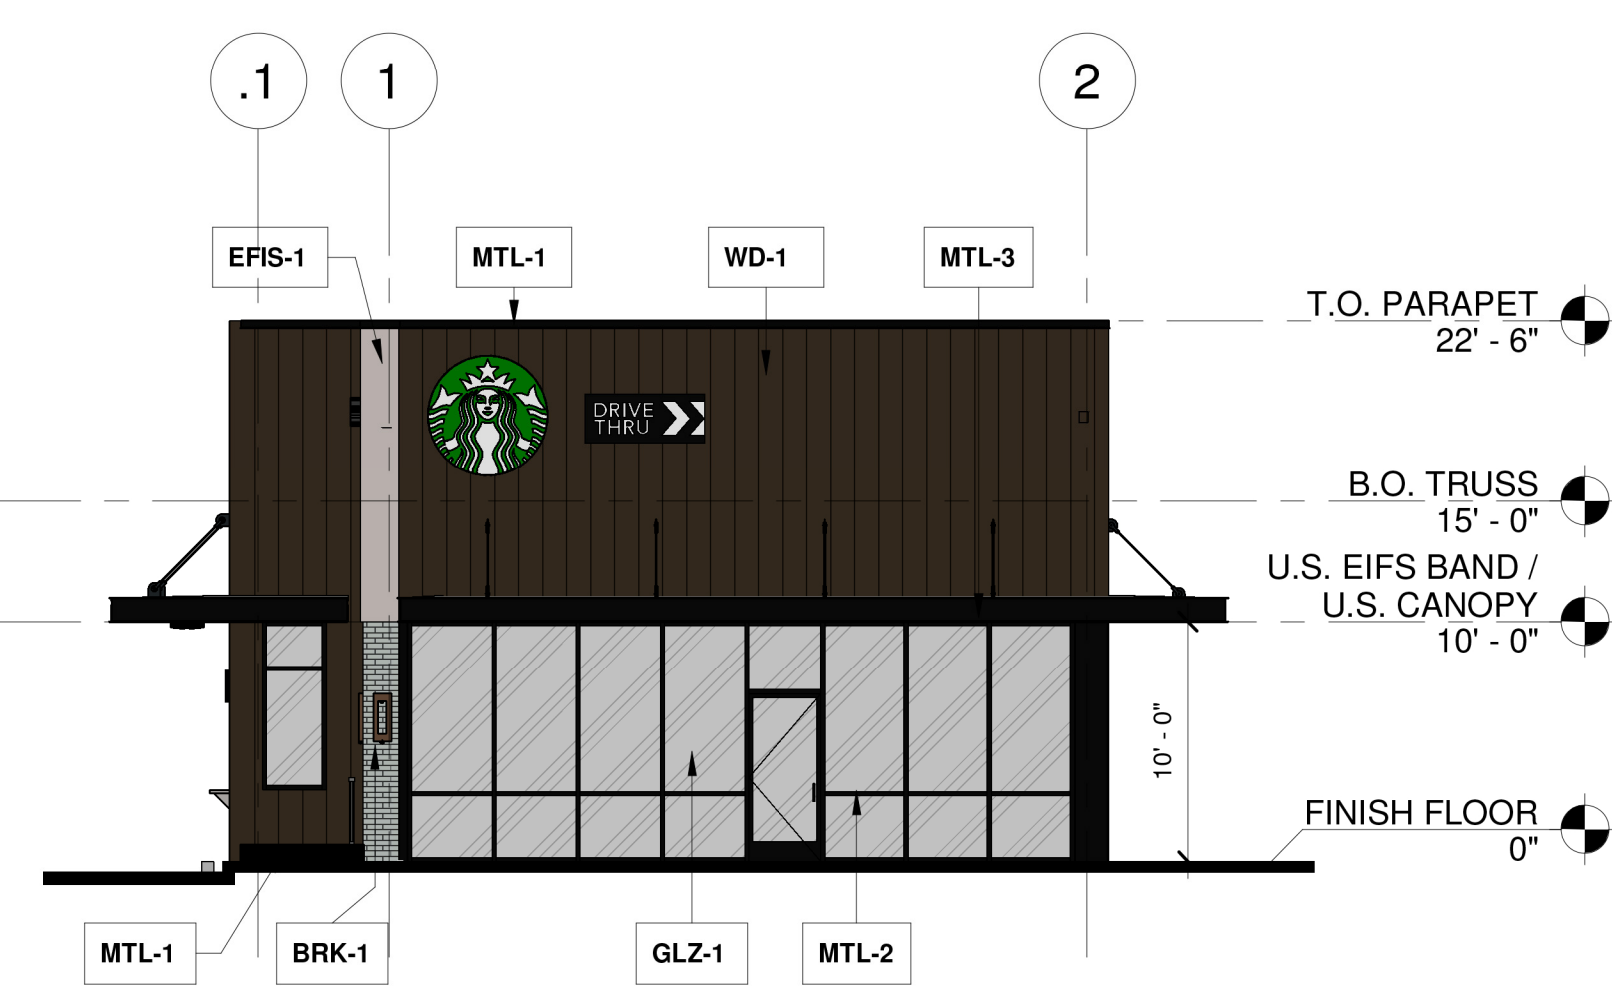 .1
1
2
EFIS-1
MTL-1
WD-1
MTL-3
T.O. PARAPET
22' - 6"
DRIVE
THRU
B.O. TRUSS
15' - 0"
U.S. EIFS BAND /
U.S. CANOPY
10' - 0"
10' - 0"
FINISH FLOOR
0"
MTL-1
BRK-1
GLZ-1
MTL-2